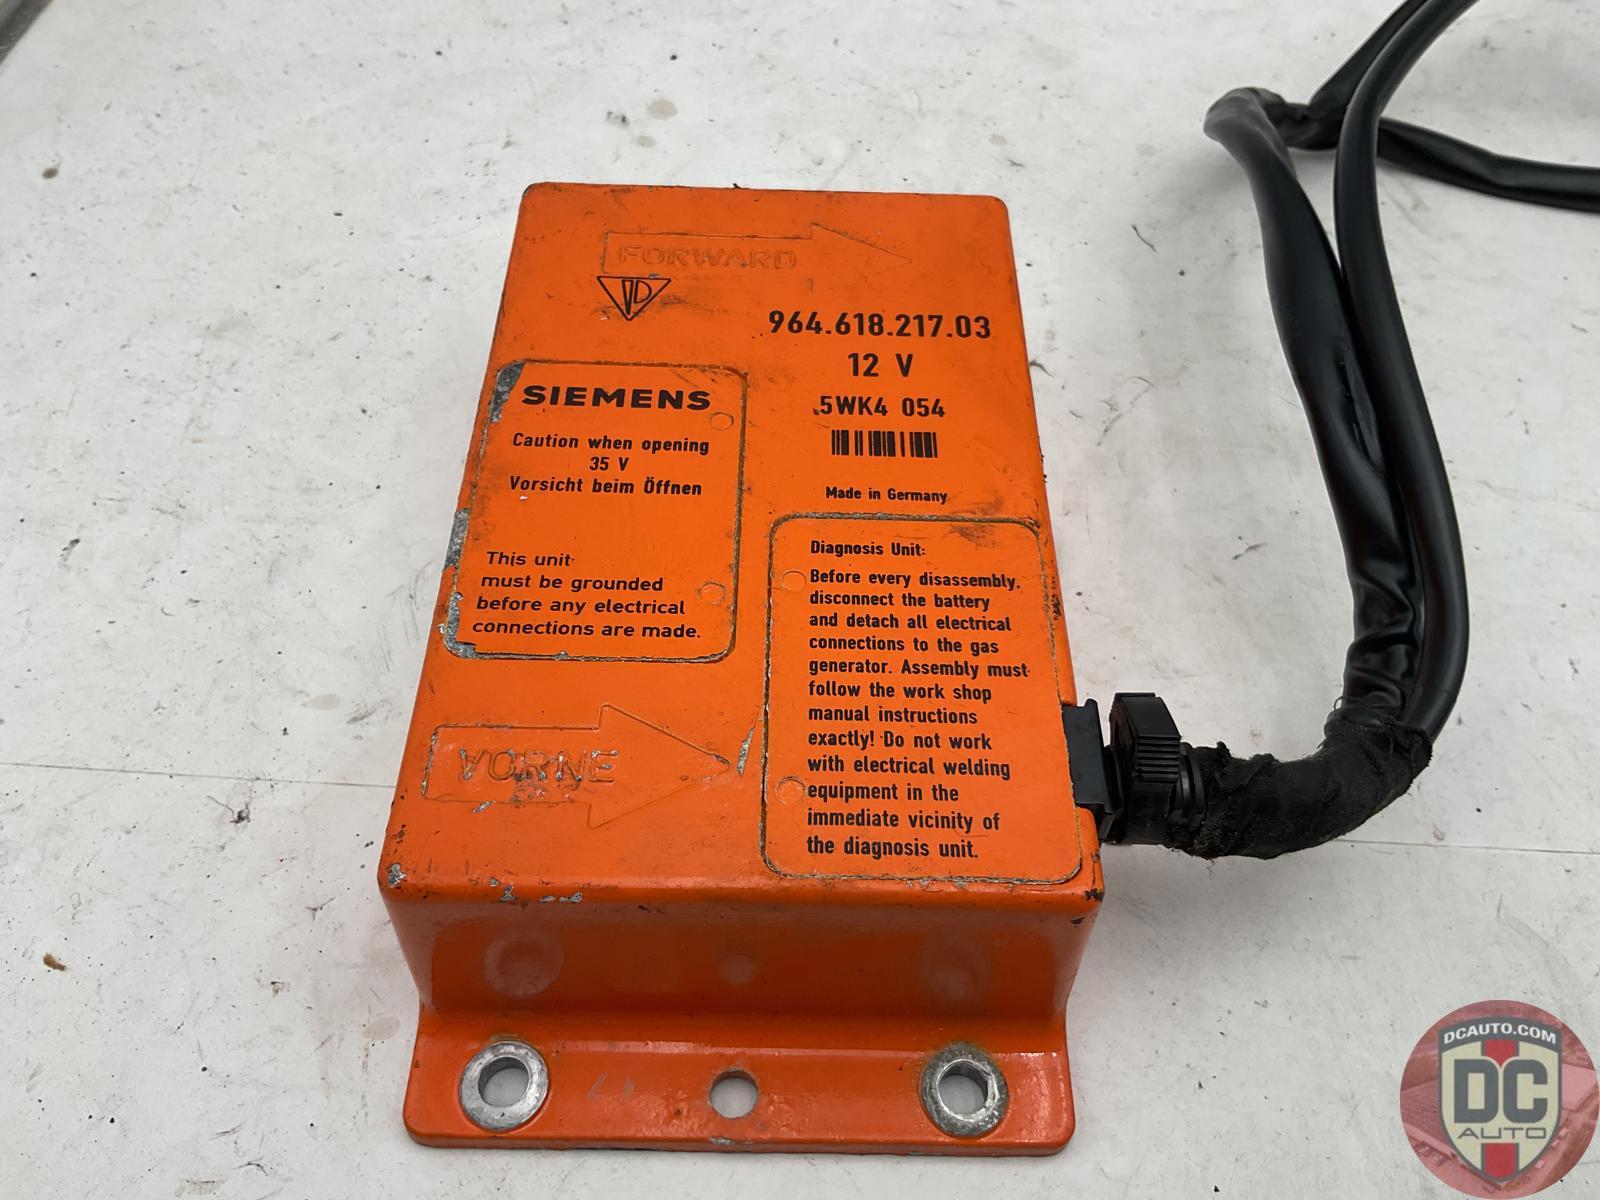 FORWARD
964.618.217.03
12 V
5WK4 054
Made in Germany
SIEMENS
Caution when opening
35 V
Vorsicht beim Öffnen
This unit
must be grounded
before any electrical
connections are made.
VORNE
Diagnosis Unit:
Before every disassembly.
disconnect the battery
and detach all electrical
connections to the gas
generator. Assembly must
follow the work shop
manual instructions
exactly! Do not work
with electrical welding
equipment in the
immediate vicinity of
the diagnosis unit.
DCAUTO.COM
DC
AUTO